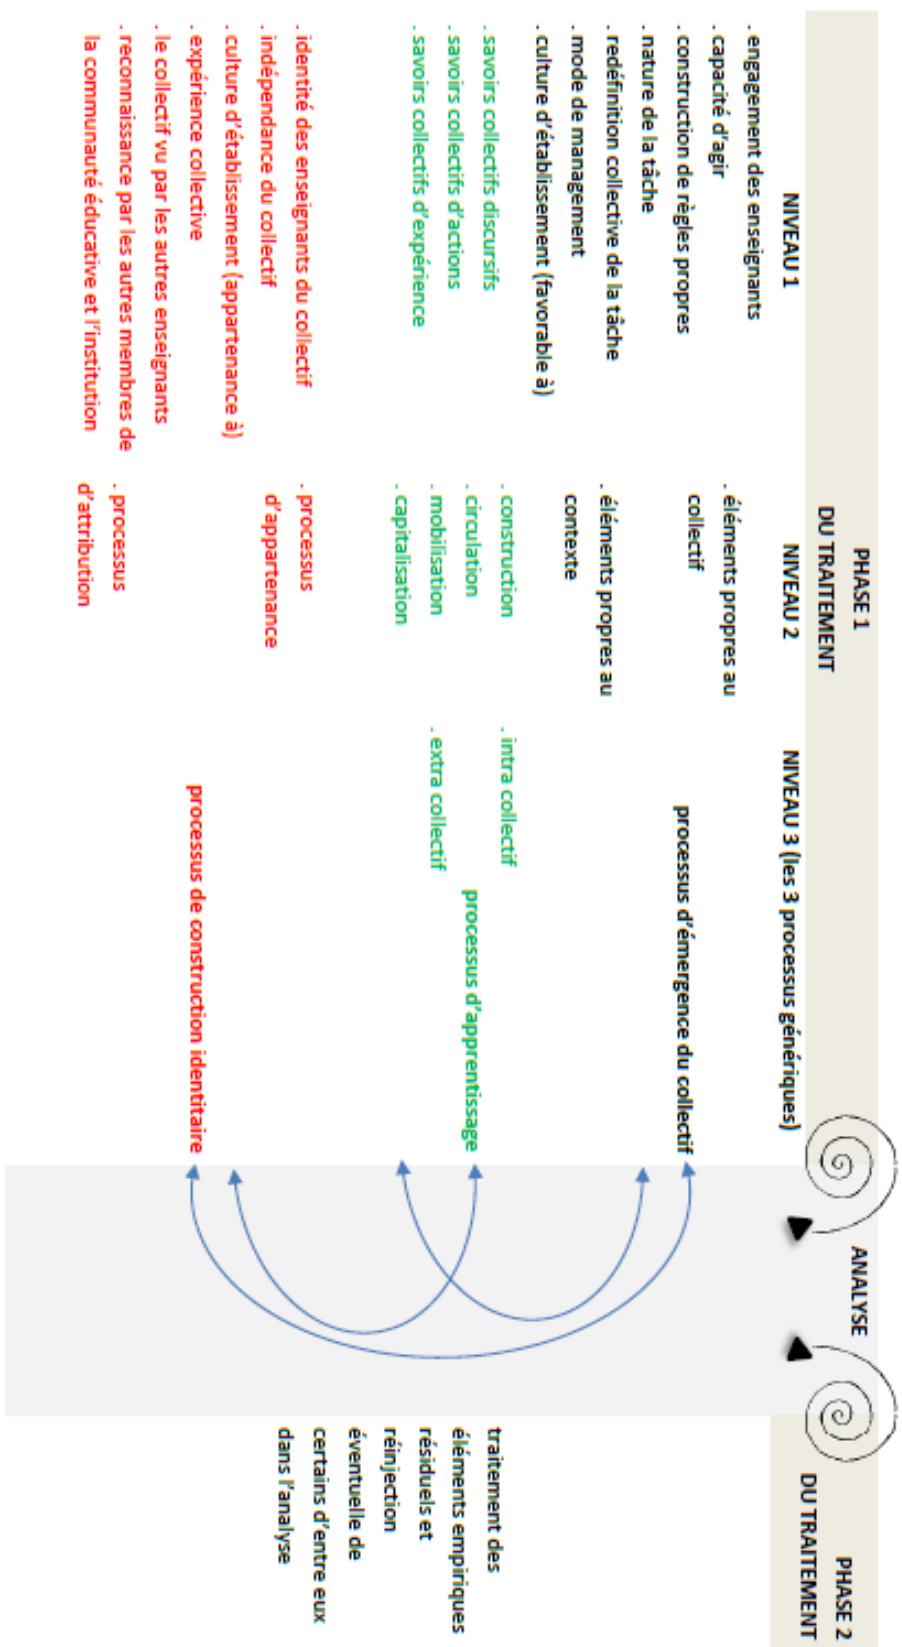 PHASE 1
DU TRAITEMENT
ANALYSE
PHASE 2
DU TRAITEMENT
NIVEAU 1
NIVEAU 2
NIVEAU 3 (les 3 processus génériques)
. engagement des enseignants
. capacité d'agir
. construction de règles propres
. nature de la tâche
. redéfinition collective de la tâche
. mode de management
. culture d'établissement (favorable à)
. éléments propres au
collectif
. éléments propres au
contexte
processus d'émergence du collectif
. savoirs collectifs discursifs
. savoirs collectifs d'actions
. savoirs collectifs d'expérience
. construction
. circulation
. mobilisation
. capitalisation
. intra collectif
. extra collectif
processus d'apprentissage
. identité des enseignants du collectif
. indépendance du collectif
. culture d'établissement (appartenance à)
. expérience collective
. le collectif vu par les autres enseignants
. reconnaissance par les autres membres de
la communauté éducative et l'institution
. processus
d'appartenance
. processus
d'attribution
processus de construction identitaire
traitement des
éléments empiriques
résiduels et
réinjection
éventuelle de
certains d'entre eux
dans l'analyse